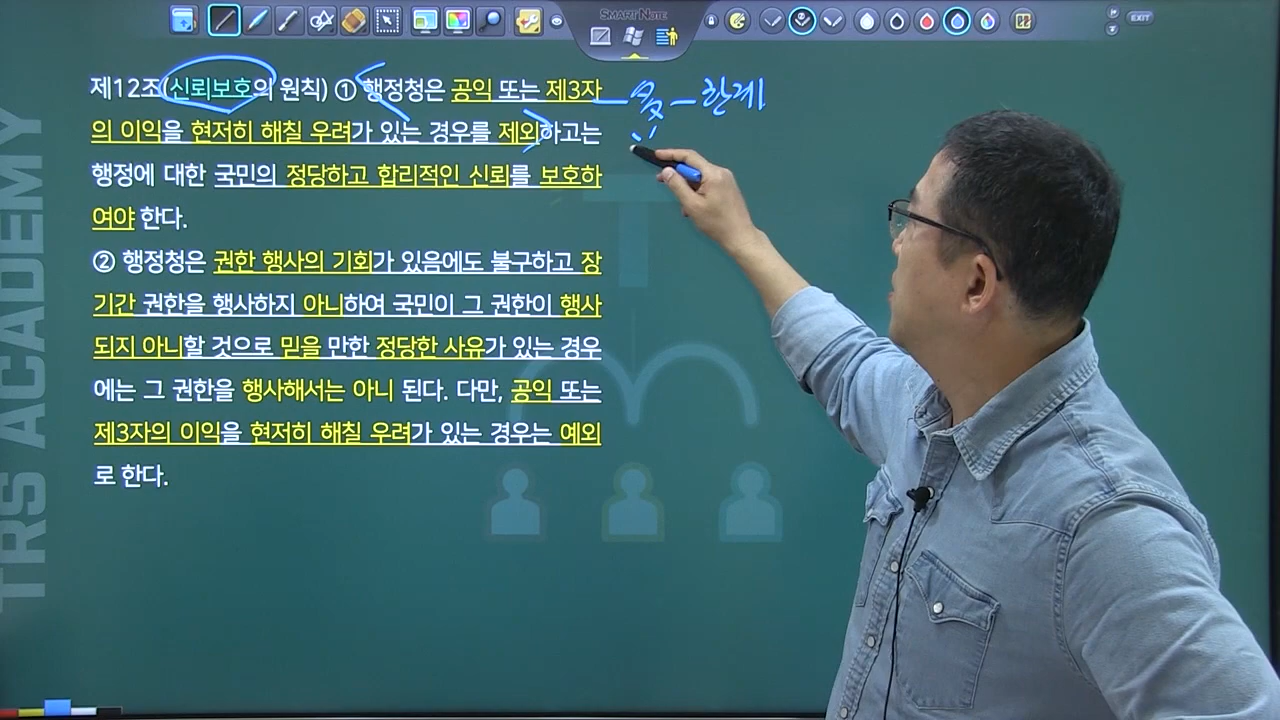 SMART NOTE
EXIT
제12조(신뢰보호의 원칙) ① 행정청은 공익 또는 제3자
한계
의 이익을 현저히 해칠 우려가 있는 경우를 제외하고는
행정에 대한 국민의 정당하고 합리적인 신뢰를 보호하
여야 한다.
② 행정청은 권한 행사의 기회가 있음에도 불구하고 장
기간 권한을 행사하지 아니하여 국민이 그 권한이 행사
되지 아니할 것으로 믿을 만한 정당한 사유가 있는 경우
에는 그 권한을 행사해서는 아니 된다. 다만, 공익 또는
제3자의 이익을 현저히 해칠 우려가 있는 경우는 예외
로 한다.
TRS ACADEMY